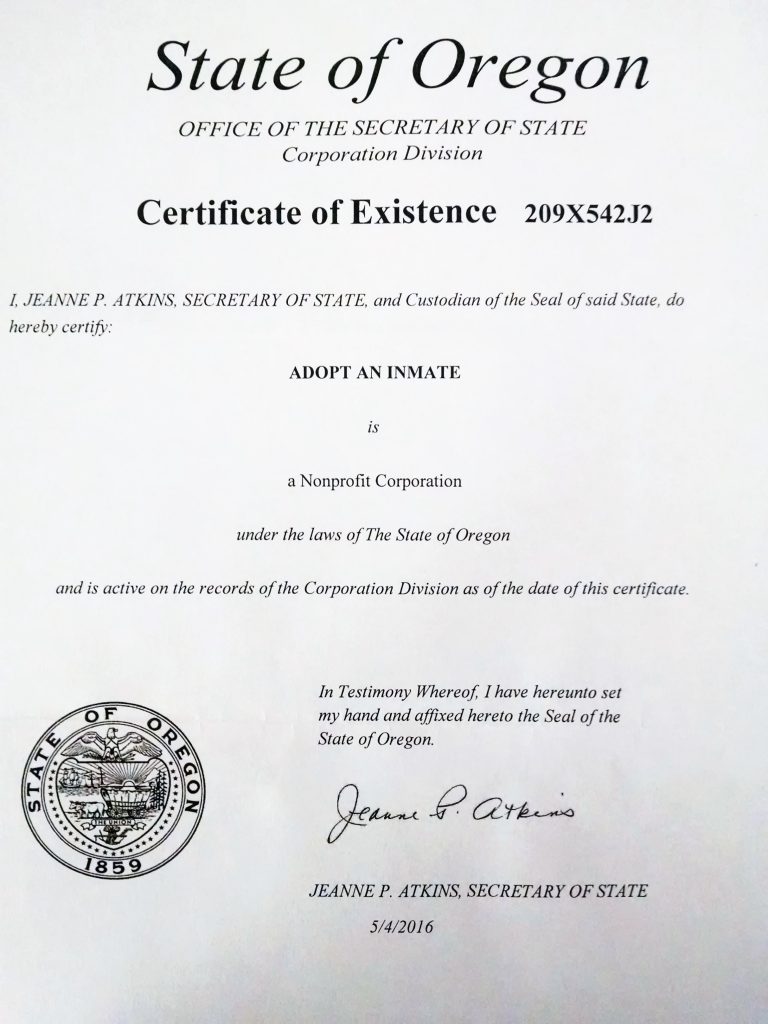 State of Oregon
OFFICE OF THE SECRETARY OF STATE
Corporation Division
Certificate of Existence 209X542J2
I, JEANNE P. ATKINS, SECRETARY OF STATE, and Custodian of the Seal of said State, do
hereby certify:
ADOPT AN INMATE
is
a Nonprofit Corporation
under the laws of The State of Oregon
and is active on the records of the Corporation Division as of the date of this certificate.
In Testimony Whereof, I have hereunto set
my hand and affixed hereto the Seal of the
State of Oregon.
STATE OF OREGON
THE UNION
1859
Jeanne P. Atkins
JEANNE P. ATKINS, SECRETARY OF STATE
5/4/2016